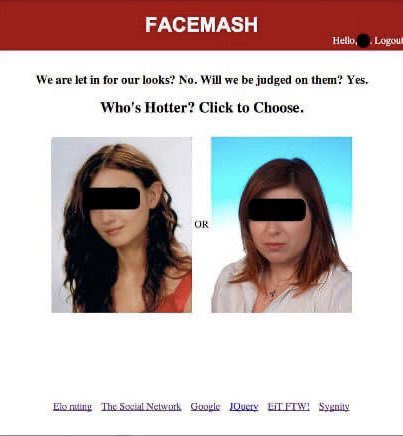 FACEMASH
Hello, . Logout
We are let in for our looks? No. Will we be judged on them? Yes.
Who's Hotter? Click to Choose.
OR
Elo rating The Social Network Google JQuery EiT FTW! Sygnity